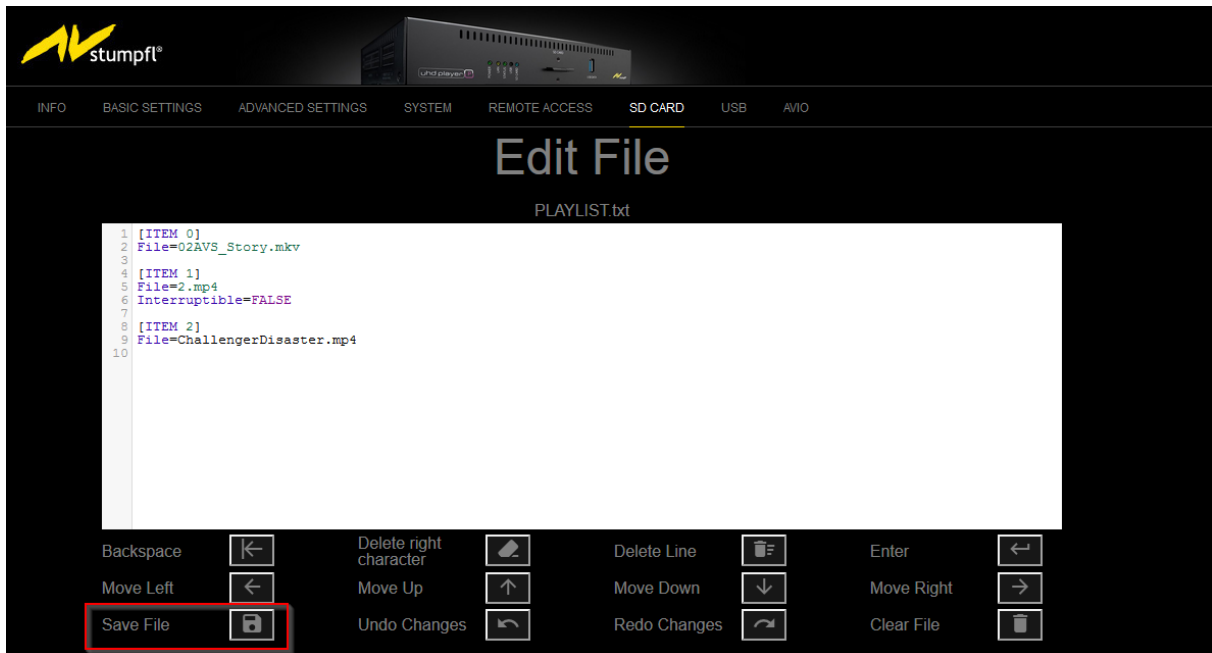 AV stumpfl®
uhd player
INFO BASIC SETTINGS ADVANCED SETTINGS SYSTEM REMOTE ACCESS SD CARD USB AVIO
Edit File
PLAYLIST.txt
1 [ITEM 0]
2 File=02AVS_Story.mkv
3
4 [ITEM 1]
5 File=2.mp4
6 Interruptible=FALSE
7
8 [ITEM 2]
9 File=ChallengerDisaster.mp4
10
Backspace Delete right character Delete Line Enter
Move Left Move Up Move Down Move Right
Save File Undo Changes Redo Changes Clear File